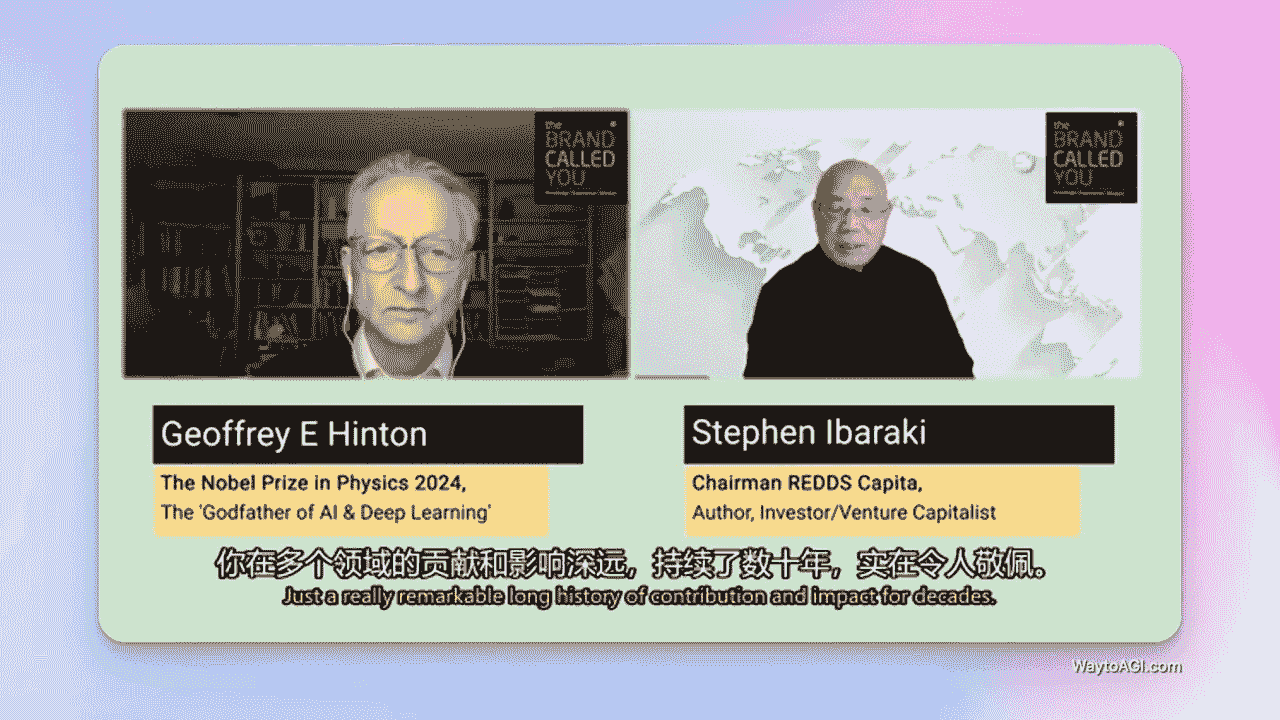 the
BRAND
CALLED
YOU
the
BRAND
CALLED
YOU
Geoffrey E Hinton
The Nobel Prize in Physics 2024,
The 'Godfather of AI & Deep Learning'
Stephen Ibaraki
Chairman REDDS Capita,
Author, Investor/Venture Capitalist
你在多个领域的贡献和影响深远，持续了数十年，实在令人敬佩。
Just a really remarkable long history of contribution and impact for decades.
WaytoAGI.com